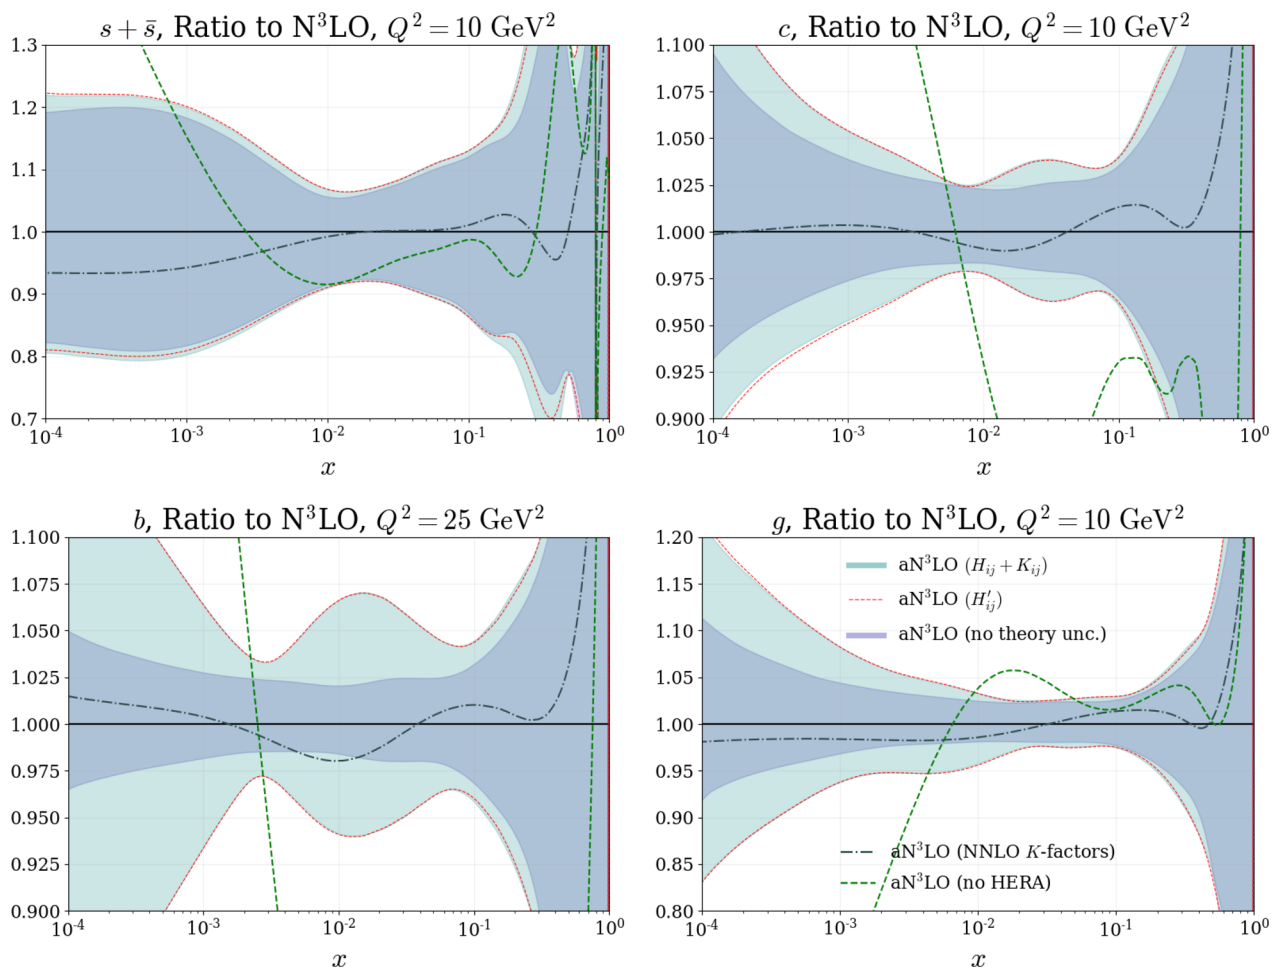 s + s̄, Ratio to N³LO, Q² = 10 GeV²
1.3
1.2
1.1
1.0
0.9
0.8
0.7
10⁻⁴ 10⁻³ 10⁻² 10⁻¹ 10⁰
x
c, Ratio to N³LO, Q² = 10 GeV²
1.100
1.075
1.050
1.025
1.000
0.975
0.950
0.925
0.900
10⁻⁴ 10⁻³ 10⁻² 10⁻¹ 10⁰
x
b, Ratio to N³LO, Q² = 25 GeV²
1.100
1.075
1.050
1.025
1.000
0.975
0.950
0.925
0.900
10⁻⁴ 10⁻³ 10⁻² 10⁻¹ 10⁰
x
g, Ratio to N³LO, Q² = 10 GeV²
1.20
1.15
1.10
1.05
1.00
0.95
0.90
0.85
0.80
aN³LO (Hᵢⱼ + Kᵢⱼ)
aN³LO (H′ᵢⱼ)
aN³LO (no theory unc.)
aN³LO (NNLO K-factors)
aN³LO (no HERA)
10⁻⁴ 10⁻³ 10⁻² 10⁻¹ 10⁰
x